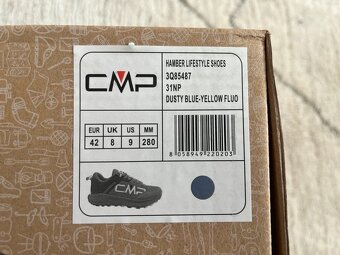 CMP
HAMBER LIFESTYLE SHOES
3Q85487
31NP
DUSTY BLUE-YELLOW FLUO
EUR UK US MM
42 8 9 280
8 058949 220203
CMP